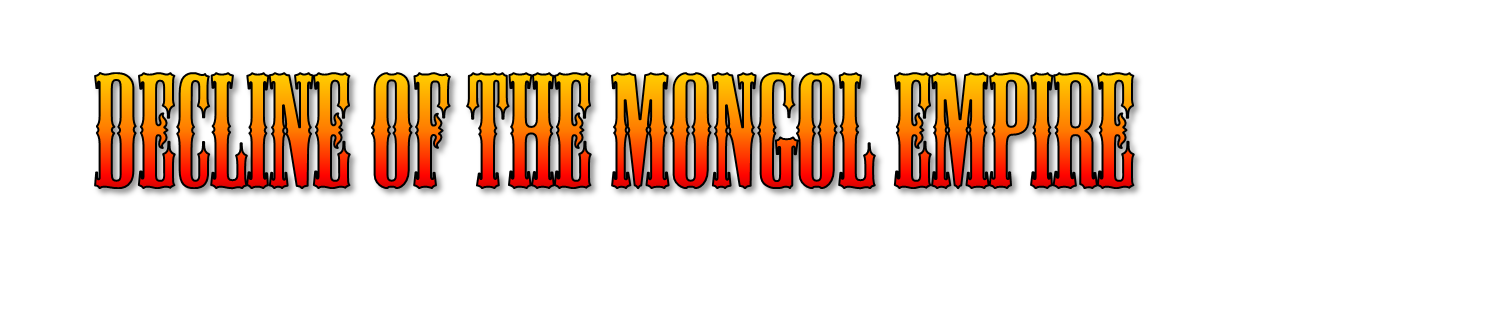 DECLINE OF THE MONGOL EMPIRE